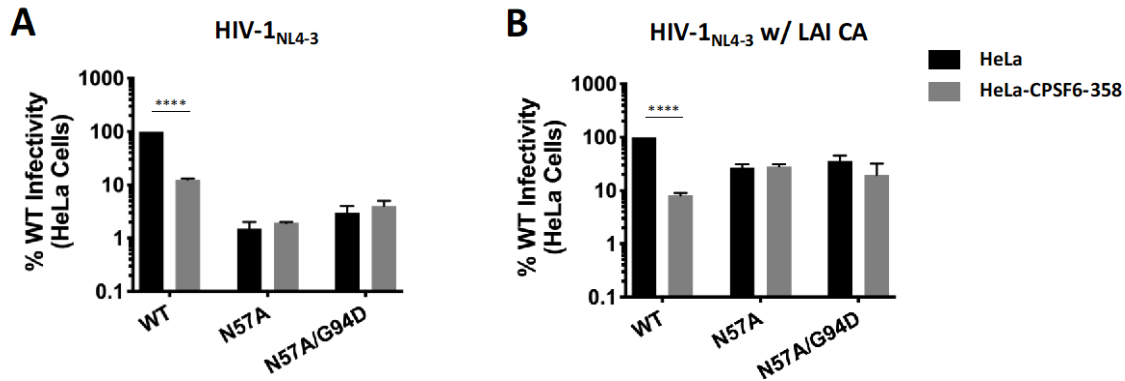 A
HIV-1NL4-3
% WT Infectivity
(HeLa Cells)
1000
100
10
1
0.1
****
WT
N57A
N57A/G94D
B
HIV-1NL4-3 w/ LAI CA
% WT Infectivity
(HeLa Cells)
1000
100
10
1
0.1
****
WT
N57A
N57A/G94D
HeLa
HeLa-CPSF6-358